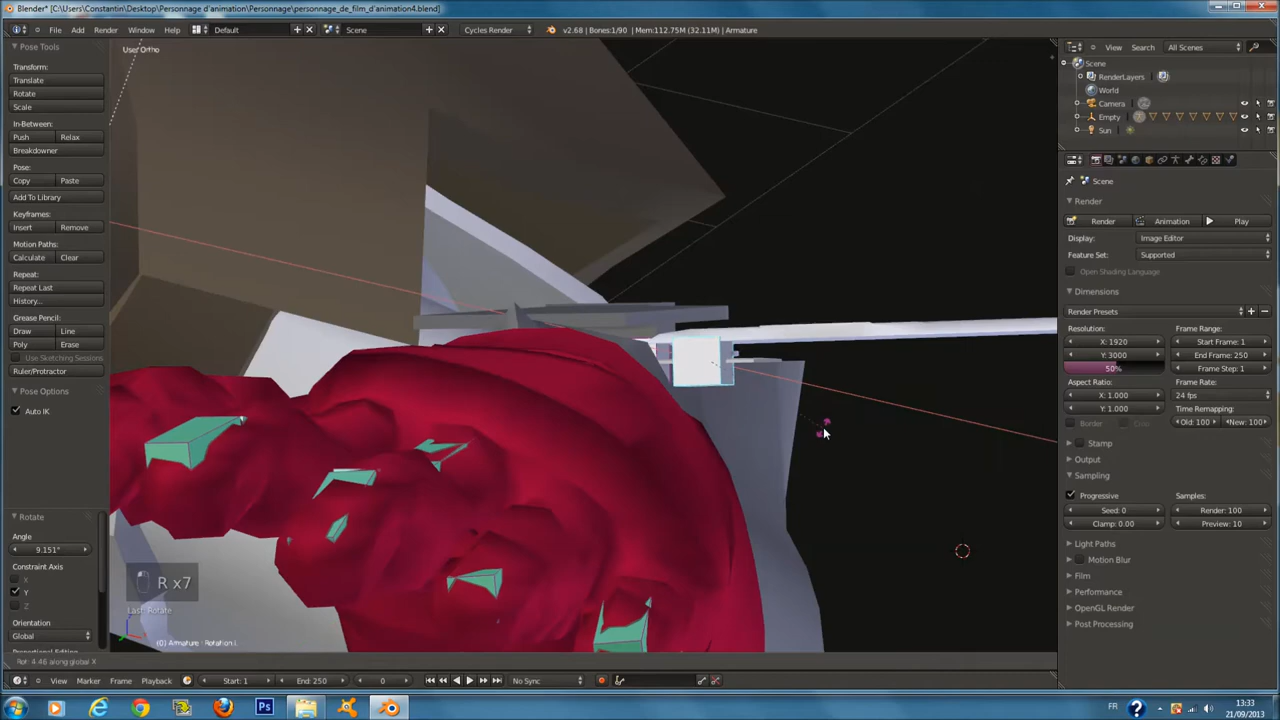 Blender* [C:\Users\Constantin\Desktop\Personnage d'animation\Personnage\personnage_de_film_d'animation4.blend]
File Add Render Window Help Default Scene Cycles Render v2.68 | Bones:1/90 | Mem:112.75M (32.11M) | Armature
Pose Tools
User Ortho
Transform:
Translate
Rotate
Scale
In-Between:
Push Relax
Breakdowner
Pose:
Copy Paste
Add To Library
Keyframes:
Insert Remove
Motion Paths:
Calculate Clear
Repeat:
Repeat Last
History...
Grease Pencil:
Draw Line
Poly Erase
Use Sketching Sessions
Ruler/Protractor
Pose Options
Auto IK
Rotate
Angle
9.151°
Constraint Axis
X
Y
Z
Orientation
Global
R x7
Last: Rotate
(0) Armature : Rotation.L
Rot: 4.46 along global X
View Marker Frame Playback Start: 1 End: 250 0 No Sync
View Search All Scenes
Scene
RenderLayers
World
Camera
Empty
Sun
Scene
Render
Render Animation Play
Display: Image Editor
Feature Set: Supported
Open Shading Language
Dimensions
Render Presets
Resolution: Frame Range:
X: 1920 Start Frame: 1
Y: 3000 End Frame: 250
50% Frame Step: 1
Aspect Ratio: Frame Rate:
X: 1.000 24 fps
Y: 1.000 Time Remapping:
Border Crop Old: 100 New: 100
Stamp
Output
Sampling
Progressive Samples:
Seed: 0 Render: 100
Clamp: 0.00 Preview: 10
Light Paths
Motion Blur
Film
Performance
OpenGL Render
Post Processing
Ps
FR 13:33
21/09/2013